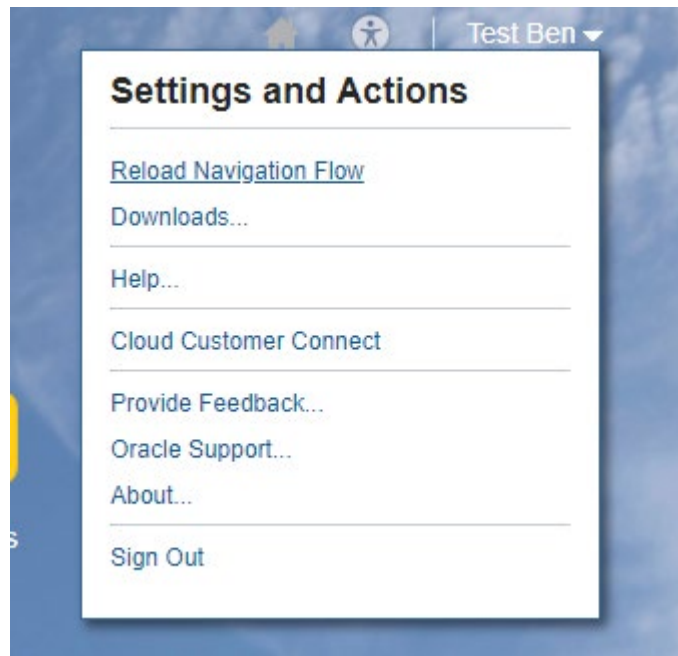 Test Ben
Settings and Actions
Reload Navigation Flow
Downloads...
Help...
Cloud Customer Connect
Provide Feedback...
Oracle Support...
About...
s
Sign Out